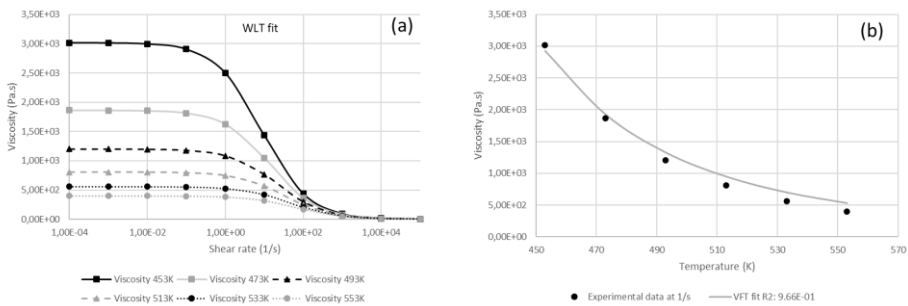 WLT fit
(a)
3,50E+03
3,00E+03
2,50E+03
2,00E+03
1,50E+03
1,00E+03
5,00E+02
0,00E+00
Viscosity (Pa.s)
1,00E-04 1,00E-02 1,00E+00 1,00E+02 1,00E+04
Shear rate (1/s)
Viscosity 453K Viscosity 473K Viscosity 493K
Viscosity 513K Viscosity 533K Viscosity 553K
(b)
3,50E+03
3,00E+03
2,50E+03
2,00E+03
1,50E+03
1,00E+03
5,00E+02
0,00E+00
Viscosity (Pa.s)
450 470 490 510 530 550 570
Temperature (K)
Experimental data at 1/s VFT fit R2: 9.66E-01